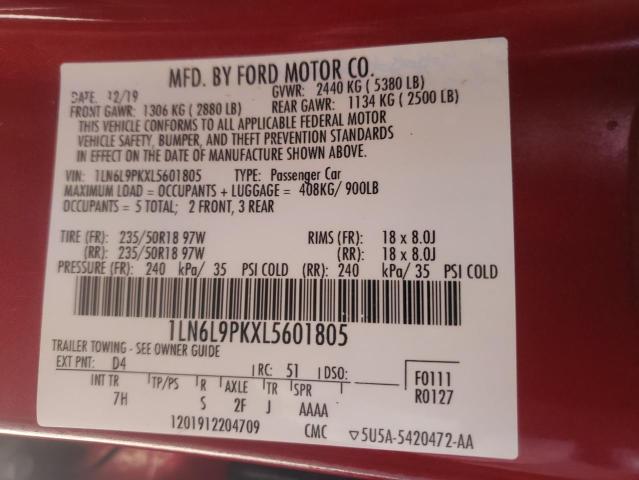 MFD. BY FORD MOTOR CO.
DATE: 12/19 GVWR: 2440 KG ( 5380 LB)
FRONT GAWR: 1306 KG ( 2880 LB) REAR GAWR: 1134 KG ( 2500 LB)
THIS VEHICLE CONFORMS TO ALL APPLICABLE FEDERAL MOTOR
VEHICLE SAFETY, BUMPER, AND THEFT PREVENTION STANDARDS
IN EFFECT ON THE DATE OF MANUFACTURE SHOWN ABOVE.
VIN: 1LN6L9PKXL5601805 TYPE: Passenger Car
MAXIMUM LOAD = OCCUPANTS + LUGGAGE = 408KG/ 900LB
OCCUPANTS = 5 TOTAL; 2 FRONT, 3 REAR
TIRE (FR): 235/50R18 97W RIMS (FR): 18 x 8.0J
(RR): 235/50R18 97W (RR): 18 x 8.0J
PRESSURE (FR): 240 kPa/ 35 PSI COLD (RR): 240 kPa/ 35 PSI COLD
1LN6L9PKXL5601805
TRAILER TOWING - SEE OWNER GUIDE
EXT PNT: D4 RC: 51 DSO: F0111
INT TR TP/PS R AXLE TR SPR R0127
7H S 2F J AAAA
1201912204709 CMC ▽5U5A-5420472-AA